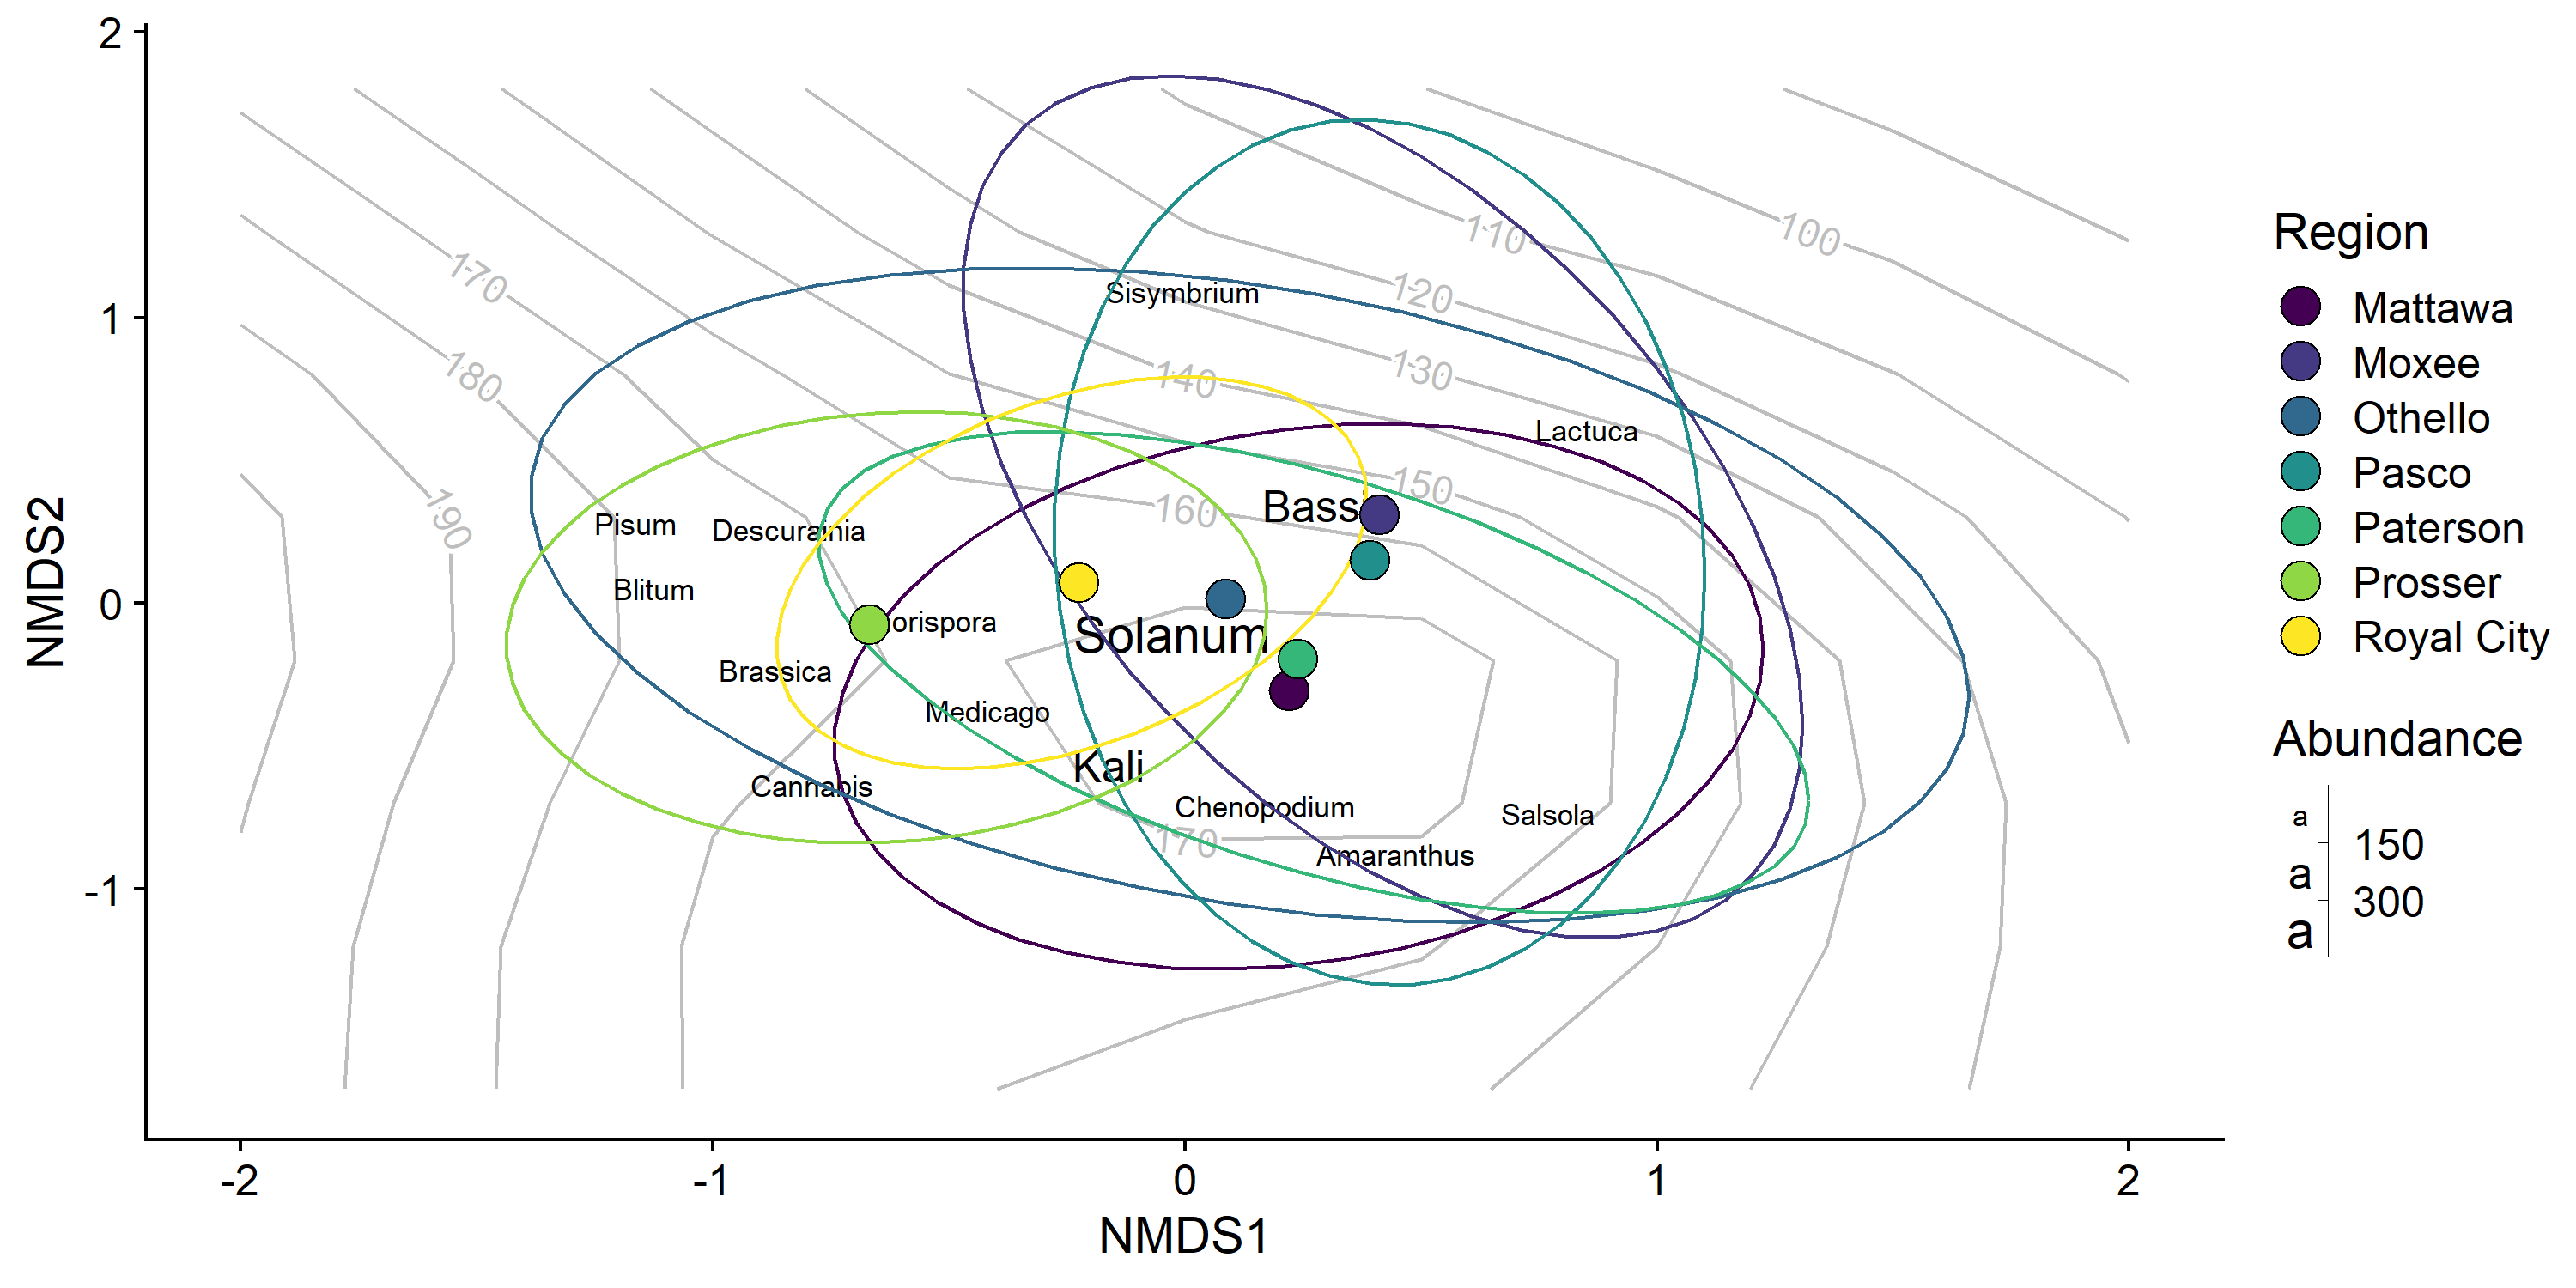 2
1
0
-1
NMDS2
-2
-1
0
1
2
NMDS1
170
180
190
110
100
120
130
140
150
160
170
Sisymbrium
Lactuca
Bassi
Pisum
Descurainia
Blitum
orispora
Solanum
Brassica
Medicago
Kali
Cannabis
Chenopodium
Salsola
Amaranthus
Region
Mattawa
Moxee
Othello
Pasco
Paterson
Prosser
Royal City
Abundance
a
150
a
300
a